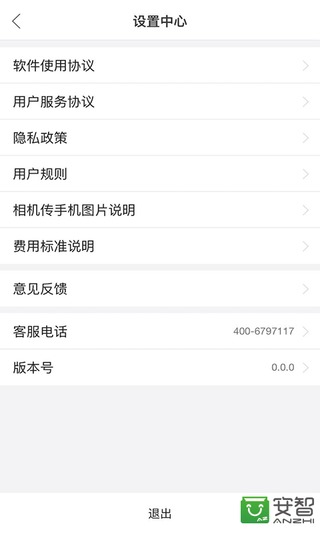 设置中心
软件使用协议
用户服务协议
隐私政策
用户规则
相机传手机图片说明
费用标准说明
意见反馈
客服电话 400-6797117
版本号 0.0.0
退出
安智
ANZHI
AZ